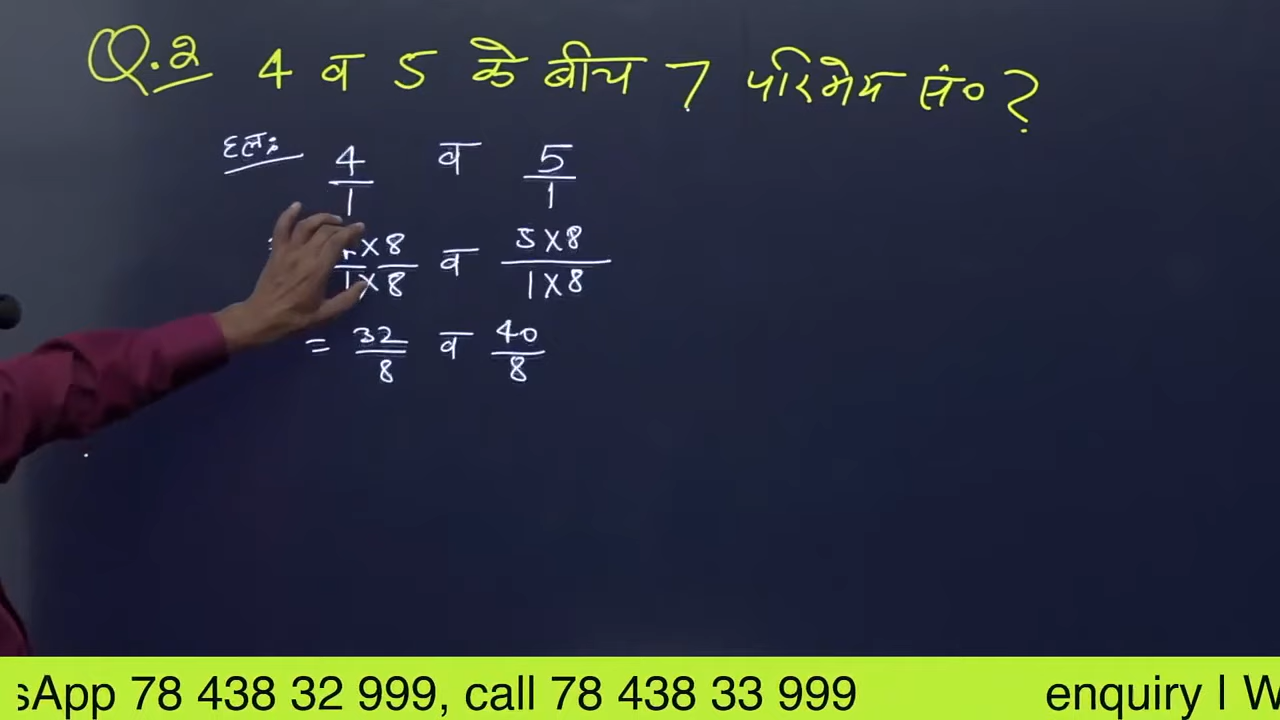 Q.2 4 व 5 के बीच 7 परिमेय सं० ?
हलः 4/1 व 5/1
= 4×8/1×8 व 5×8/1×8
= 32/8 व 40/8
sApp 78 438 32 999, call 78 438 33 999 enquiry I W